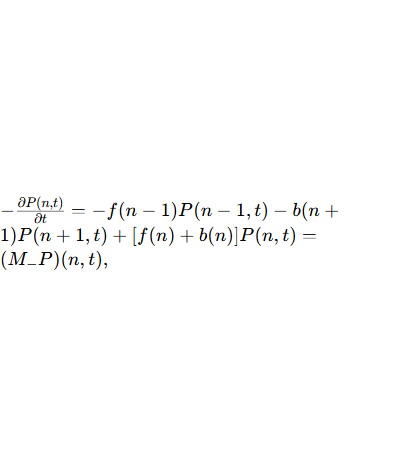 −∂P(n,t)/∂t = −f(n − 1)P(n − 1, t) − b(n +
1)P(n + 1, t) + [f(n) + b(n)]P(n, t) =
(M_P)(n, t),